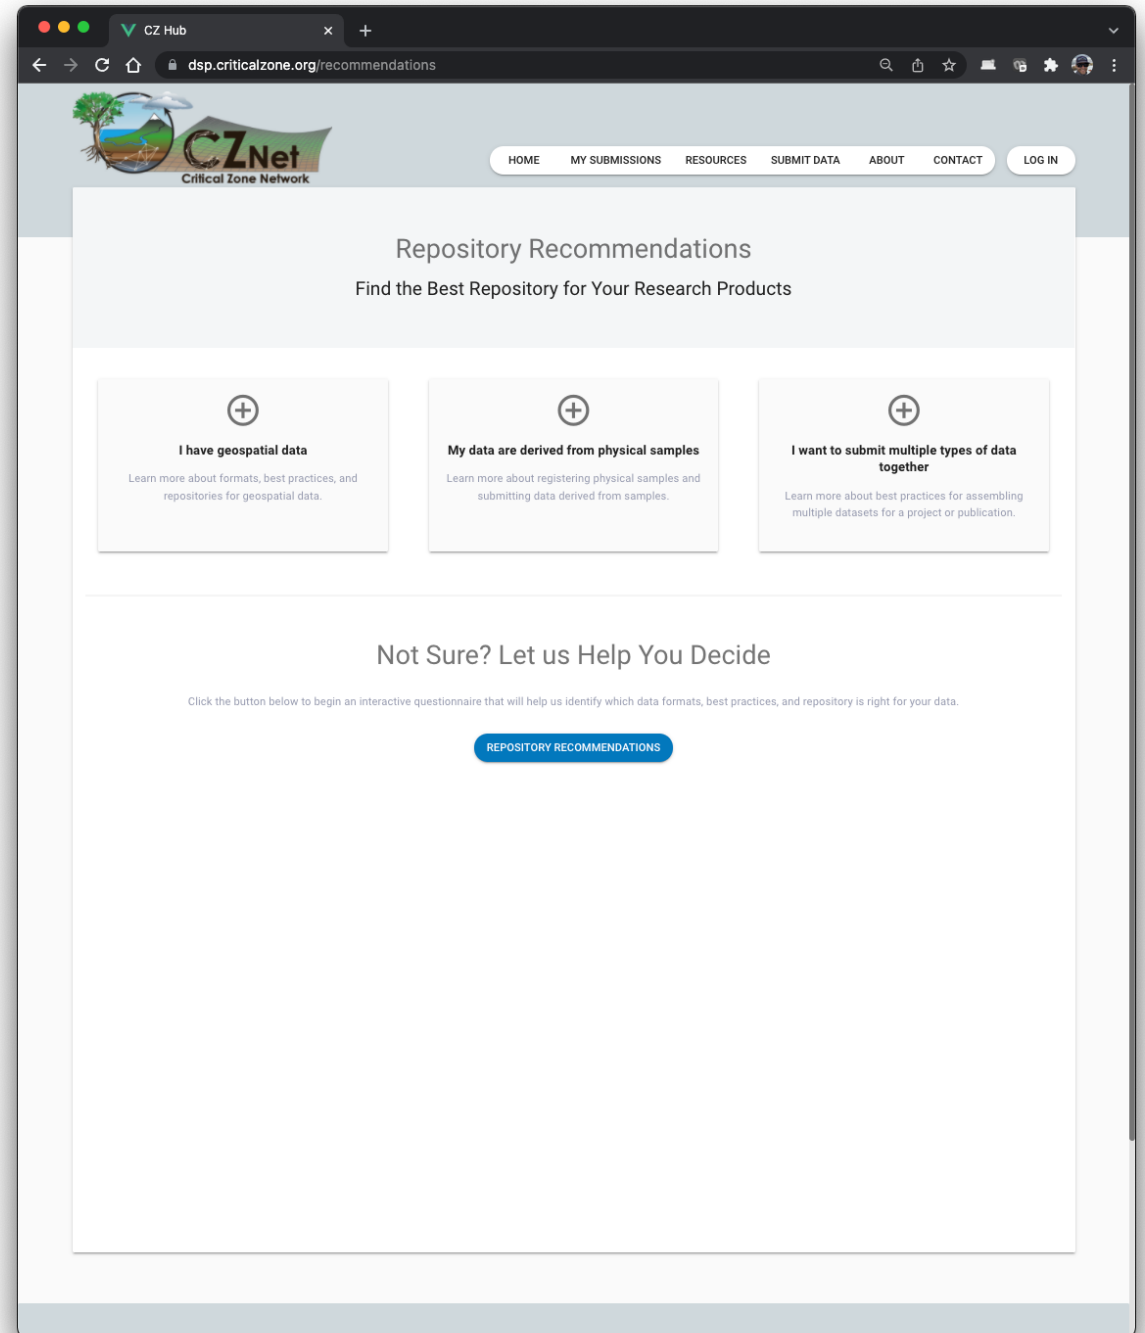 CZ Hub
dsp.criticalzone.org/recommendations
CZNet
Critical Zone Network
HOME MY SUBMISSIONS RESOURCES SUBMIT DATA ABOUT CONTACT LOG IN
Repository Recommendations
Find the Best Repository for Your Research Products
I have geospatial data
Learn more about formats, best practices, and
repositories for geospatial data.
My data are derived from physical samples
Learn more about registering physical samples and
submitting data derived from samples.
I want to submit multiple types of data
together
Learn more about best practices for assembling
multiple datasets for a project or publication.
Not Sure? Let us Help You Decide
Click the button below to begin an interactive questionnaire that will help us identify which data formats, best practices, and repository is right for your data.
REPOSITORY RECOMMENDATIONS